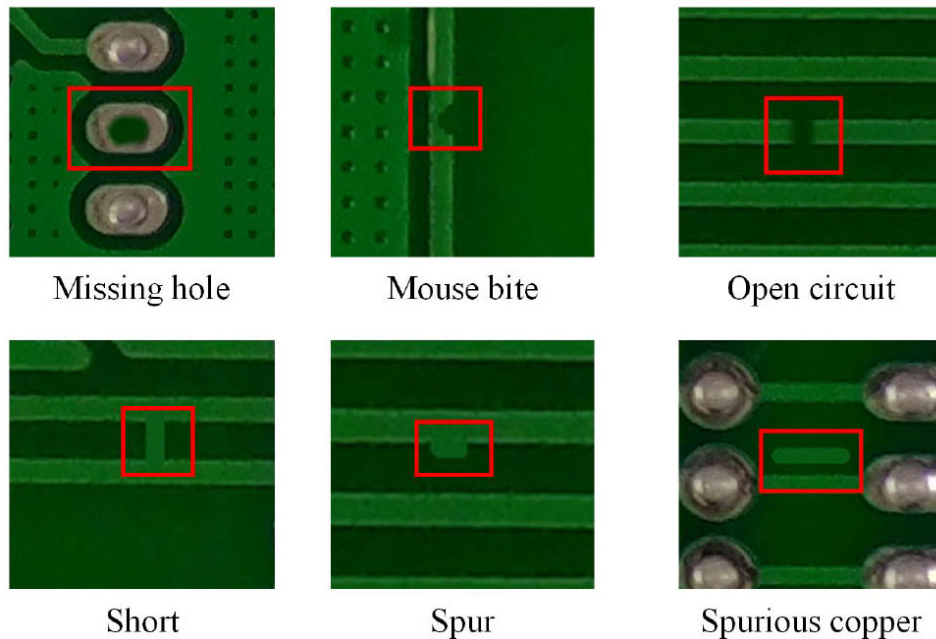 Missing hole
Mouse bite
Open circuit
Short
Spur
Spurious copper